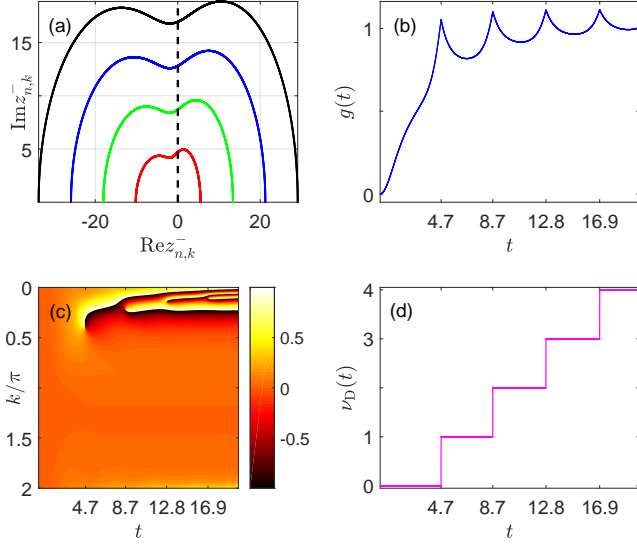 (a)
15
5
Imz⁻ₙ,ₖ
-20
0
20
Rez⁻ₙ,ₖ
(b)
1
0
g(t)
4.7
8.7
12.8
16.9
t
(c)
0
0.5
1.5
2
k/π
4.7
8.7
12.8
16.9
t
0.5
0
-0.5
(d)
4
3
2
1
0
ν_D(t)
4.7
8.7
12.8
16.9
t